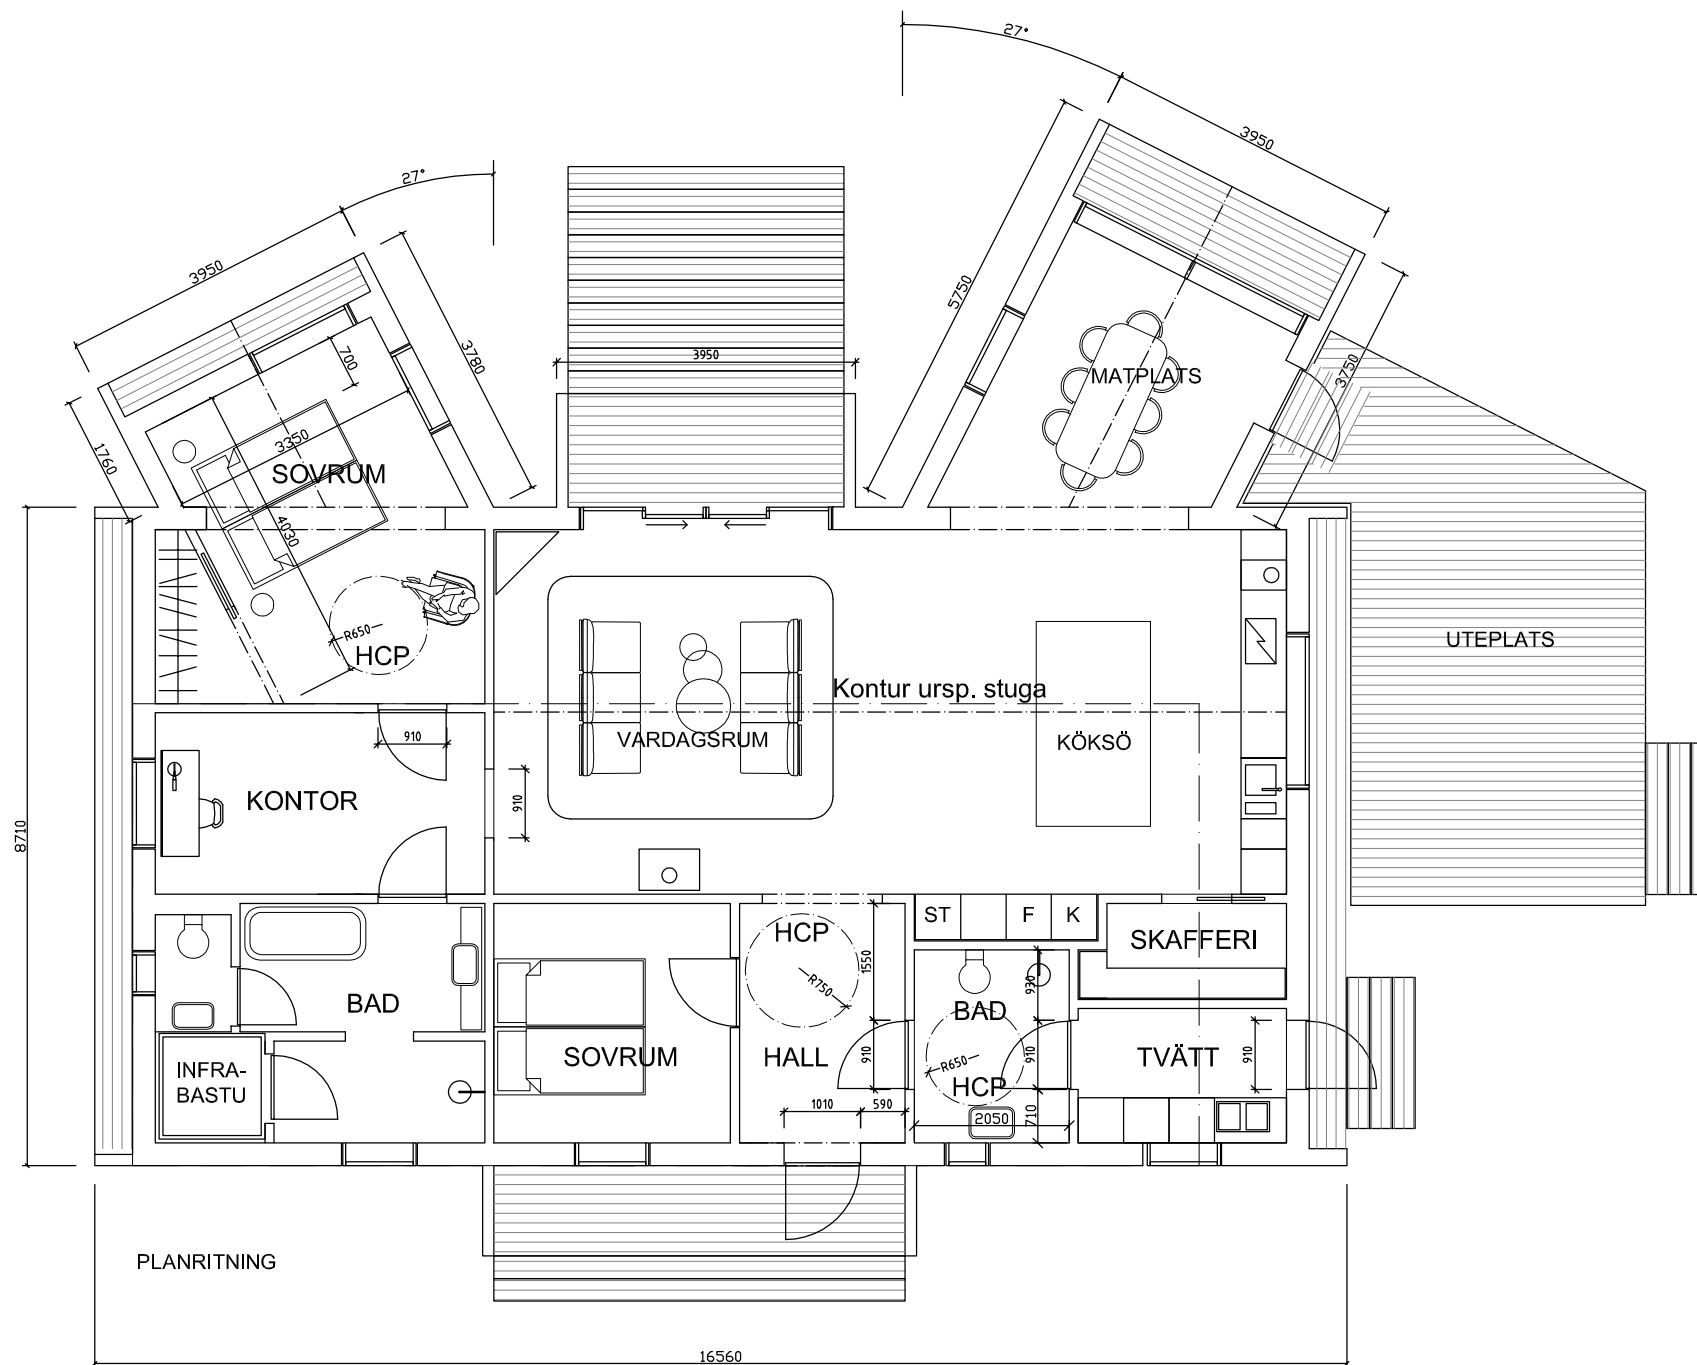 27°
27°
3950
3950
5750
3780
3750
3950
700
MATPLATS
1760
3350
SOVRUM
4030
R650
HCP
UTEPLATS
Kontur ursp. stuga
910
VARDAGSRUM
KÖKSÖ
KONTOR
910
8710
ST
F
K
HCP
SKAFFERI
1550
930
R750
BAD
BAD
INFRA-
BASTU
SOVRUM
HALL
910
R650
910
TVÄTT
910
HCP
1010
590
2050
710
PLANRITNING
16560